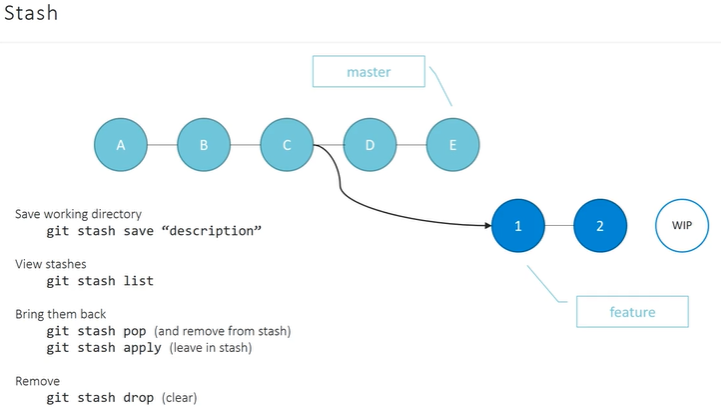 Stash
master
A B C D E
Save working directory
git stash save “description”
1 2 WIP
View stashes
git stash list
feature
Bring them back
git stash pop (and remove from stash)
git stash apply (leave in stash)
Remove
git stash drop (clear)